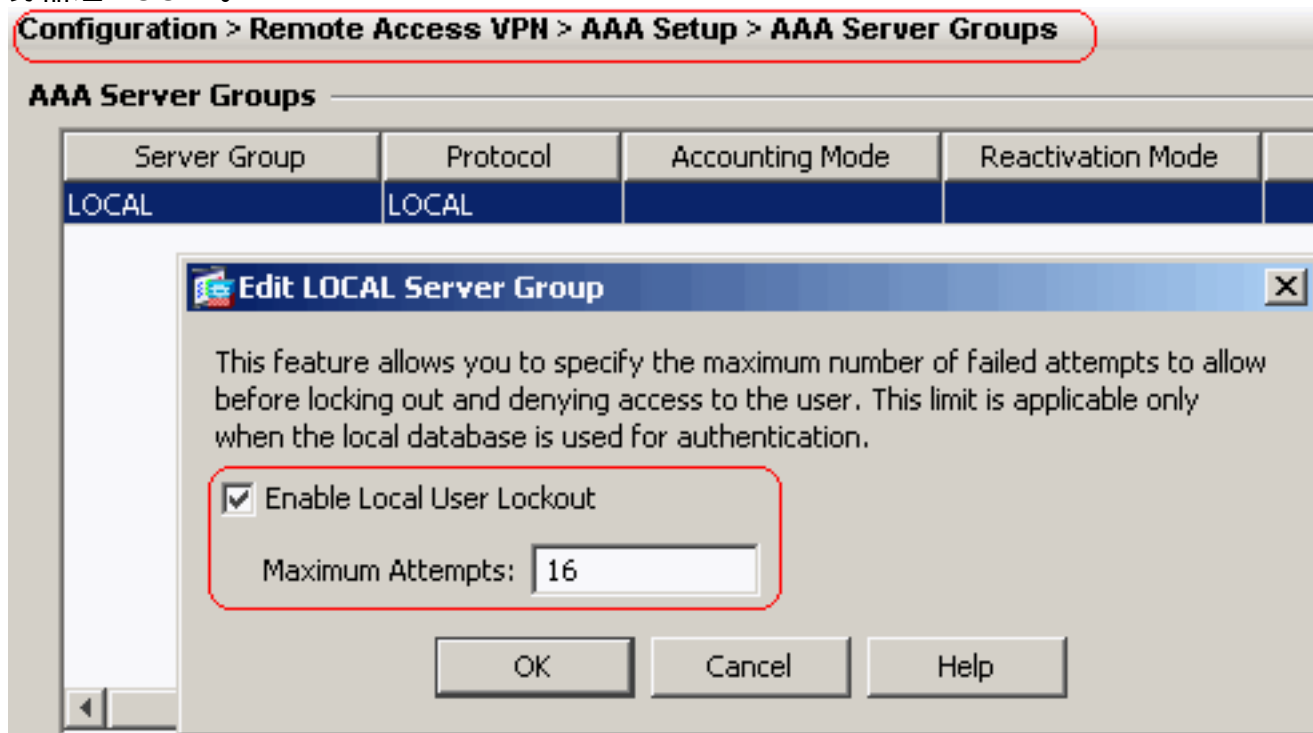 Configuration > Remote Access VPN > AAA Setup > AAA Server Groups
AAA Server Groups
Server Group Protocol Accounting Mode Reactivation Mode
LOCAL LOCAL
Edit LOCAL Server Group
This feature allows you to specify the maximum number of failed attempts to allow
before locking out and denying access to the user. This limit is applicable only
when the local database is used for authentication.
Enable Local User Lockout
Maximum Attempts: 16
OK Cancel Help